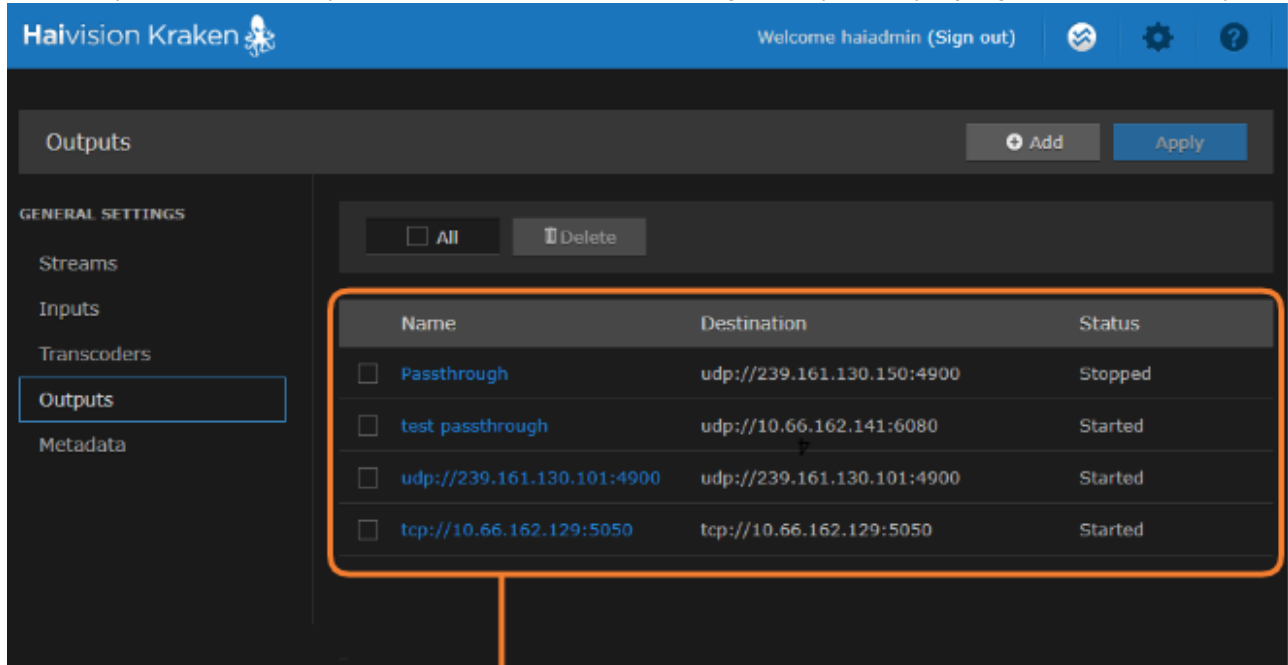 Haivision Kraken
Welcome haiadmin (Sign out)
Outputs
Add
Apply
GENERAL SETTINGS
Streams
Inputs
Transcoders
Outputs
Metadata
All
Delete
Name Destination Status
Passthrough udp://239.161.130.150:4900 Stopped
test passthrough udp://10.66.162.141:6080 Started
udp://239.161.130.101:4900 udp://239.161.130.101:4900 Started
tcp://10.66.162.129:5050 tcp://10.66.162.129:5050 Started